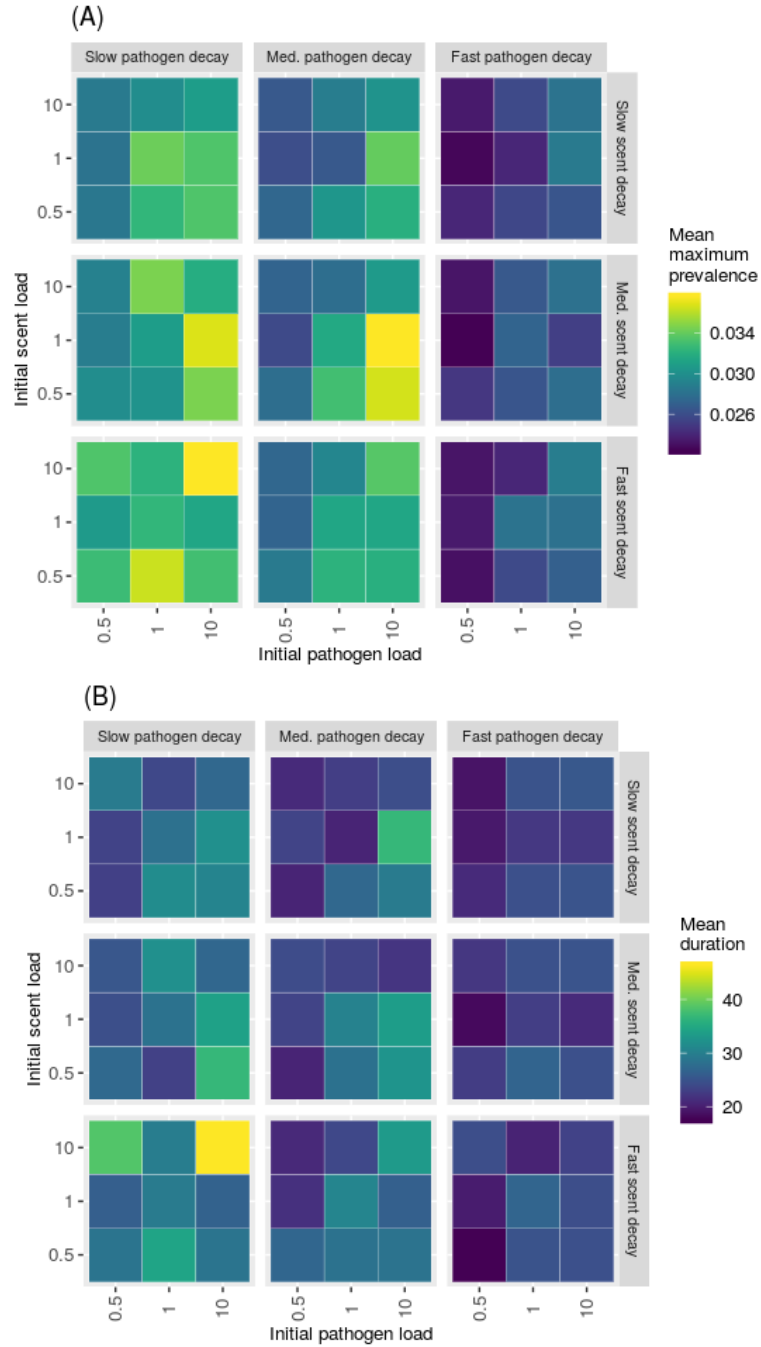 (A)
Slow pathogen decay
Med. pathogen decay
Fast pathogen decay
10
1
0.5
Slow scent decay
10
1
0.5
Med. scent decay
10
1
0.5
Fast scent decay
Initial scent load
0.5
1
10
0.5
1
10
0.5
1
10
Initial pathogen load
Mean
maximum
prevalence
0.034
0.030
0.026
(B)
Slow pathogen decay
Med. pathogen decay
Fast pathogen decay
10
1
0.5
Slow scent decay
10
1
0.5
Med. scent decay
10
1
0.5
Fast scent decay
Initial scent load
0.5
1
10
0.5
1
10
0.5
1
10
Initial pathogen load
Mean
duration
40
30
20